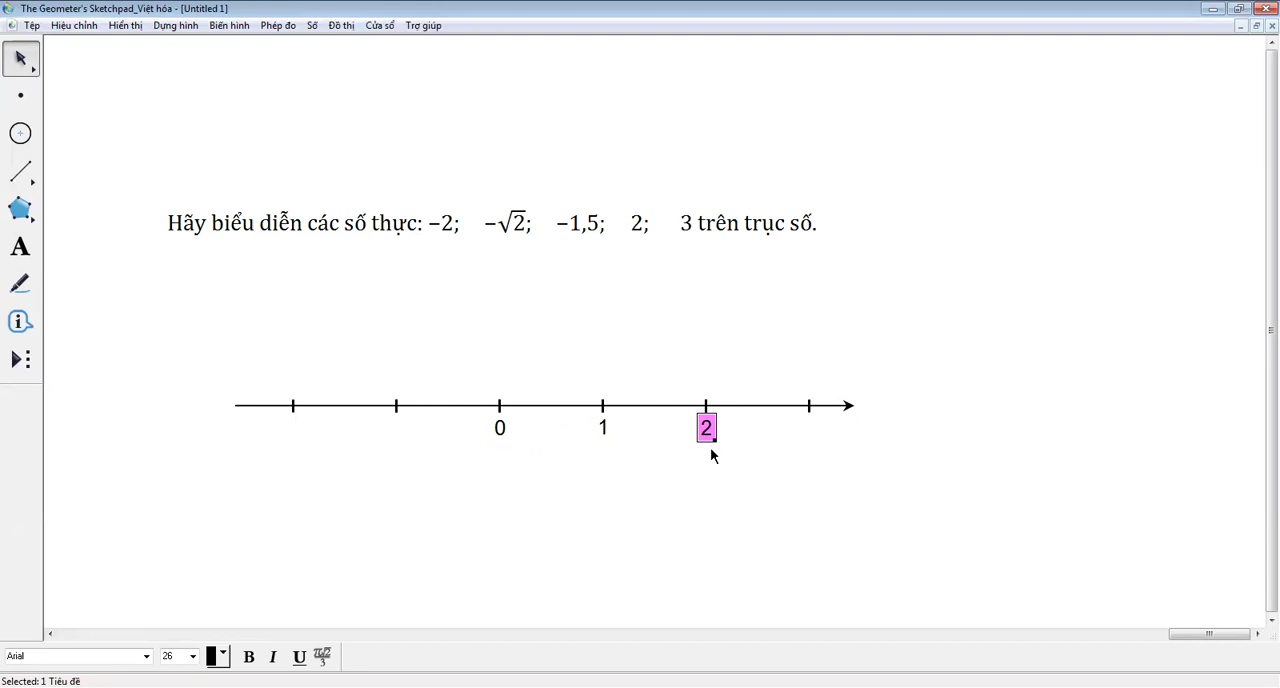 The Geometer's Sketchpad_Việt hóa - [Untitled 1]
Tệp Hiệu chỉnh Hiển thị Dựng hình Biến hình Phép đo Số Đồ thị Cửa sổ Trợ giúp
Hãy biểu diễn các số thực: −2; −√2; −1,5; 2; 3 trên trục số.
0 1 2
A
Arial 26 B I U
Selected: 1 Tiêu đề